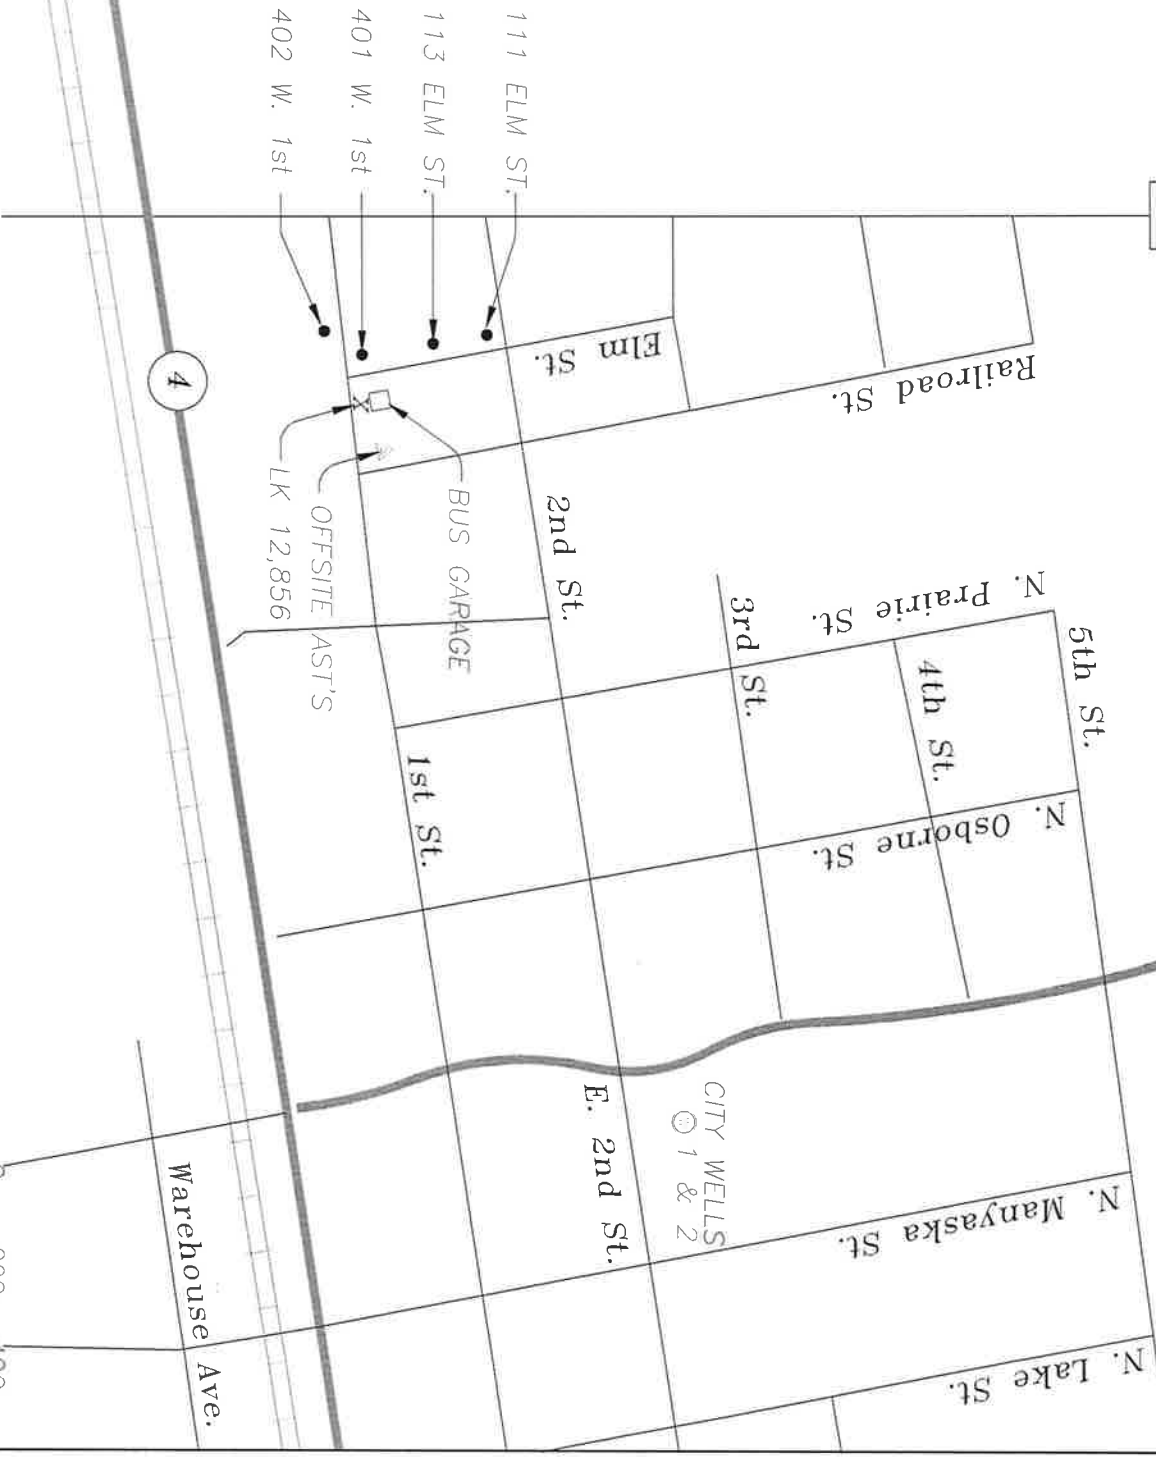 111 ELM ST.
113 ELM ST.
401 W. 1st
402 W. 1st
Elm St.
Railroad St.
4
BUS GARAGE
OFFSITE AST'S
LK 12,856
2nd St.
N. Prairie St.
3rd St.
4th St.
5th St.
1st St.
N. Osborne St.
CITY WELLS
1 & 2
E. 2nd St.
N. Manyaska St.
N. Lake St.
Warehouse Ave.